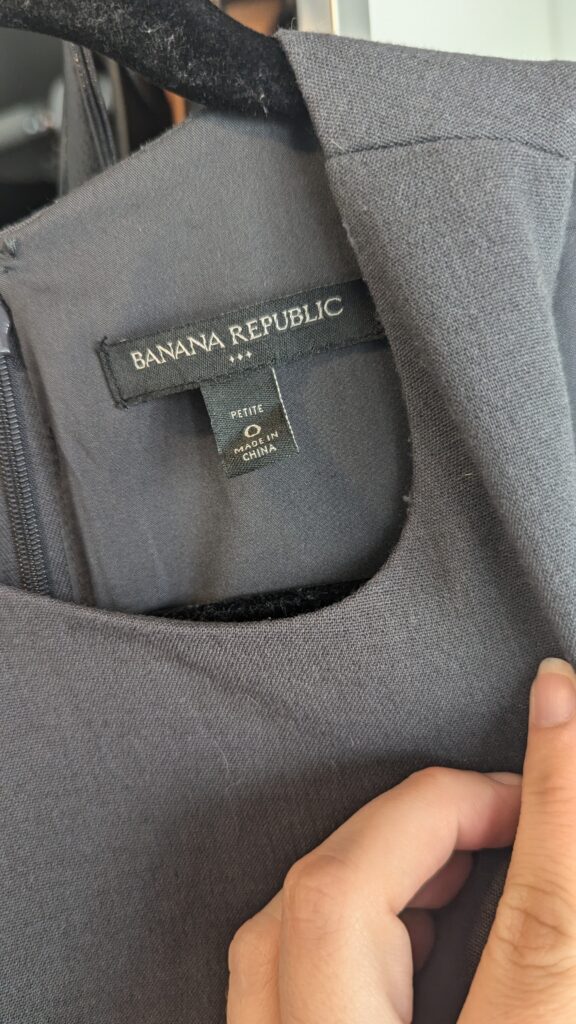 BANANA REPUBLIC
PETITE
0
MADE IN
CHINA